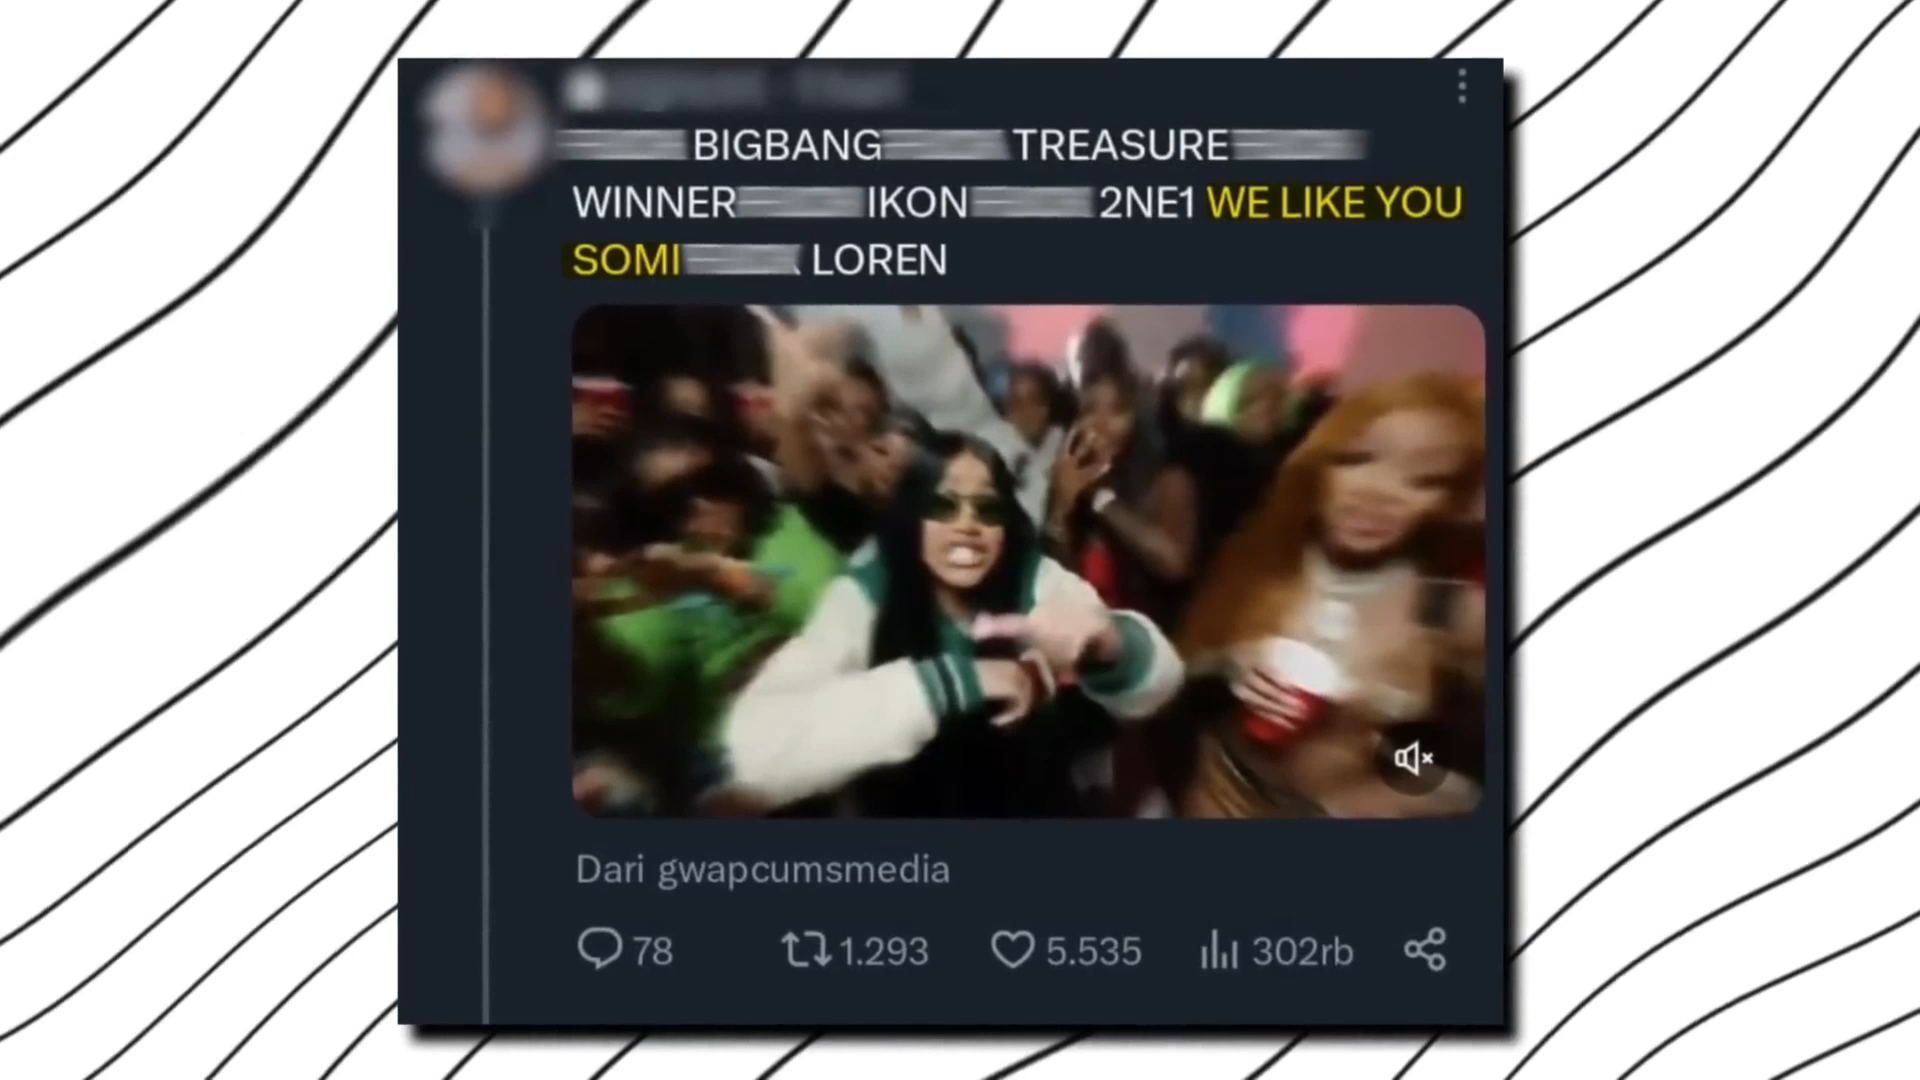 BIGBANG TREASURE
WINNER IKON 2NE1 WE LIKE YOU
SOMI LOREN
Dari gwapcumsmedia
78 1.293 5.535 302rb